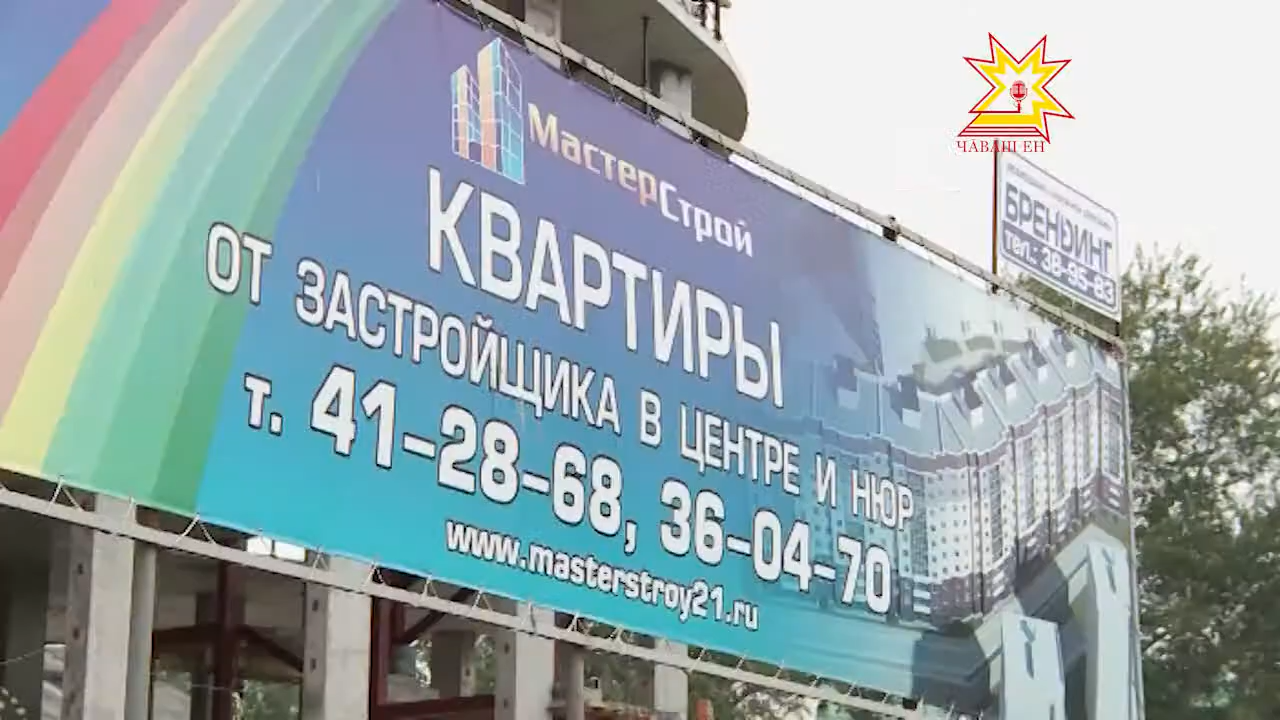 МастерСтрой
КВАРТИРЫ
ОТ ЗАСТРОЙЩИКА В ЦЕНТРЕ И НЮР
т. 41-28-68, 36-04-70
www.masterstroy21.ru
ЧĂВАШ ЕН
БРЕНДИНГ
тел.: 38-95-83